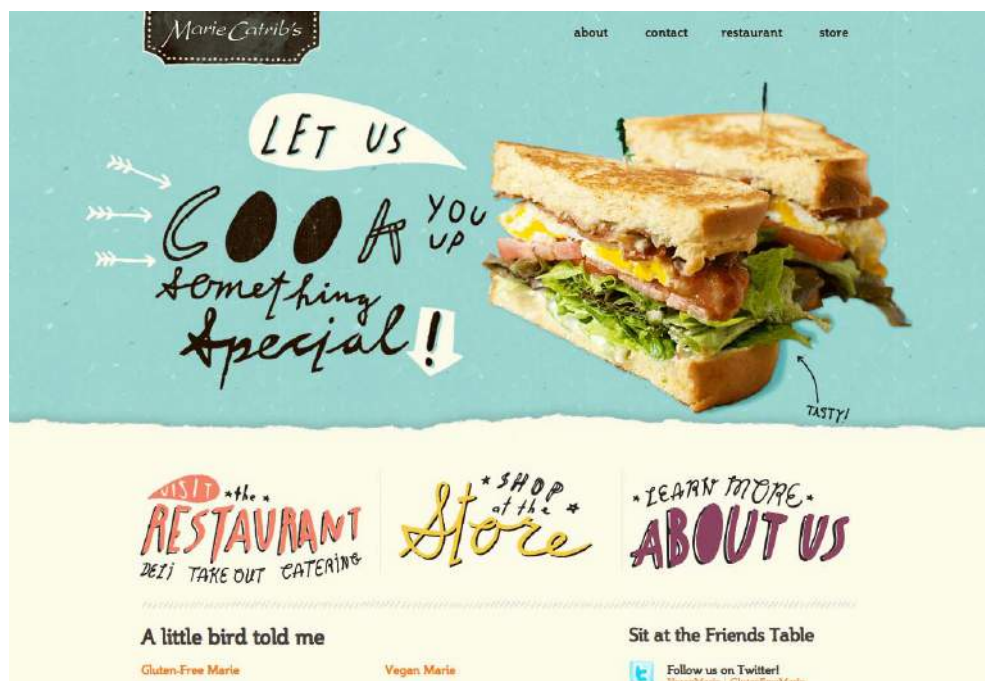 Marie Catrib's
about contact restaurant store
LET US
COOK YOU UP
something
special!
TASTY!
VISIT the
RESTAURANT
DELI TAKE OUT CATERING
SHOP
at the
Store
LEARN MORE
ABOUT US
A little bird told me
Gluten-Free Marie
Vegan Marie
Sit at the Friends Table
Follow us on Twitter!